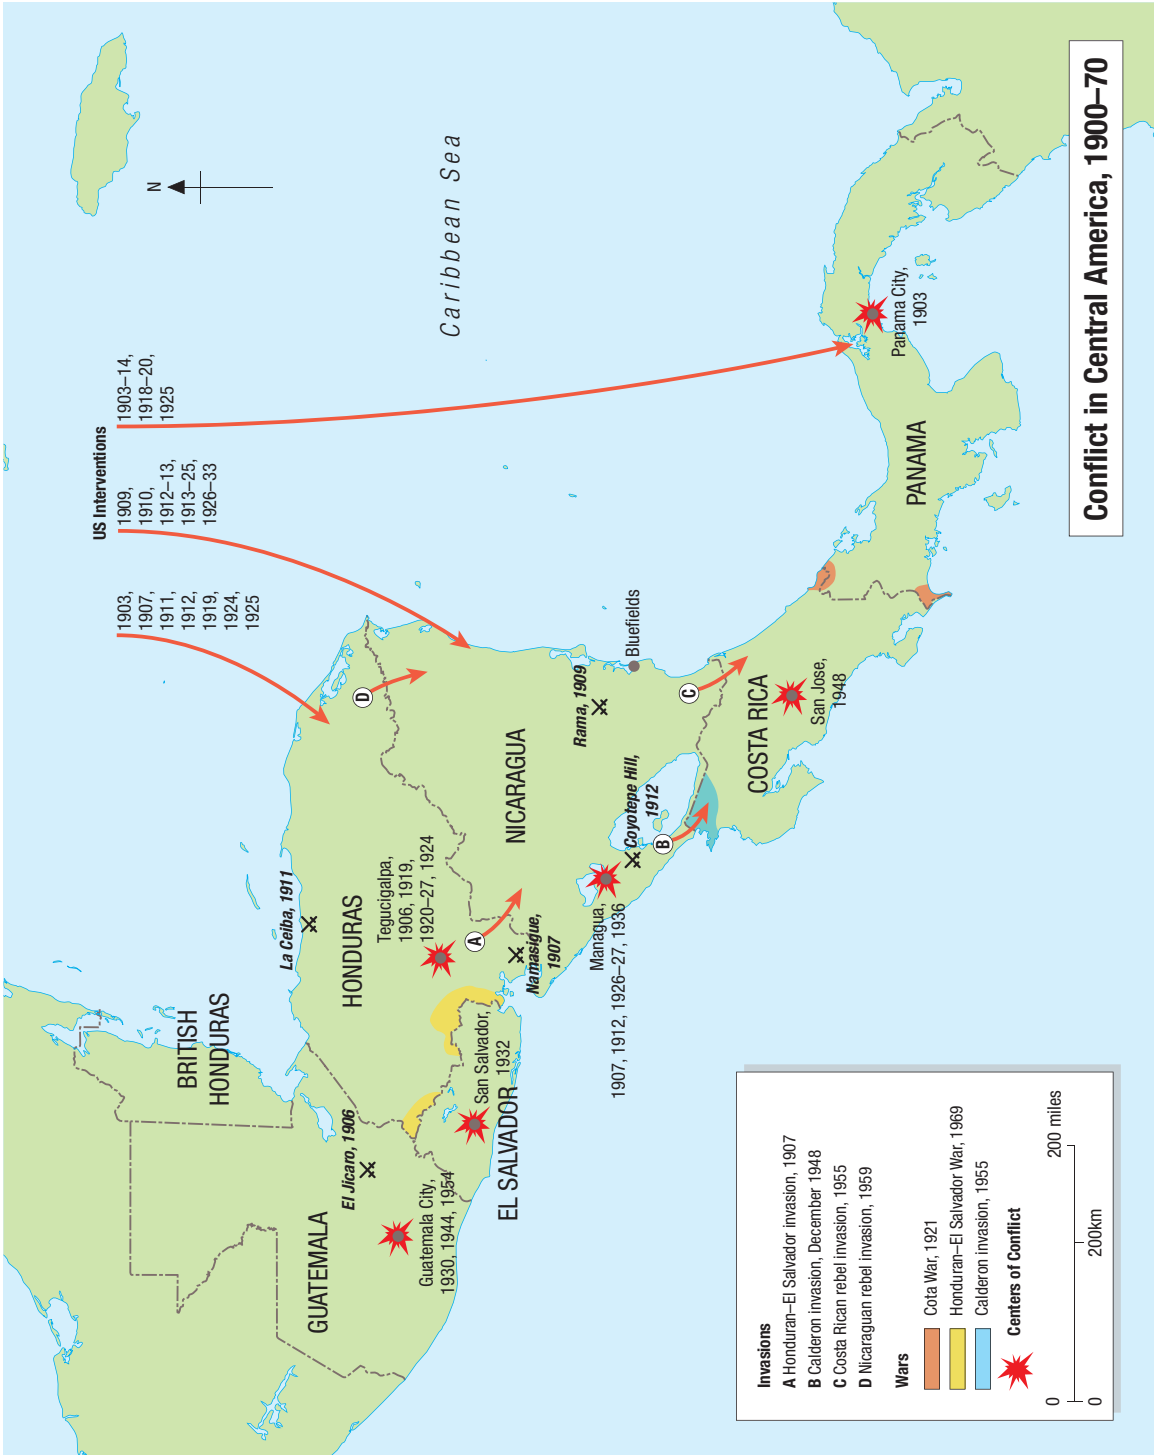 Conflict in Central America, 1900–70
US Interventions
1903,
1907,
1911,
1912,
1919,
1924,
1925
1909,
1910,
1912–13,
1913–25,
1926–33
1903–14,
1918–20,
1925
N
Caribbean Sea
BRITISH
HONDURAS
GUATEMALA
El Jicaro, 1906
Guatemala City,
1930, 1944, 1954
EL SALVADOR
San Salvador,
1932
HONDURAS
La Ceiba, 1911
Tegucigalpa,
1906, 1919,
1920–27, 1924
A
Namasigue,
1907
D
NICARAGUA
Managua,
1907, 1912, 1926–27, 1936
Coyotepe Hill,
1912
Rama, 1909
Bluefields
B
C
COSTA RICA
San Jose,
1948
PANAMA
Panama City,
1903
Invasions
A Honduran–El Salvador invasion, 1907
B Calderon invasion, December 1948
C Costa Rican rebel invasion, 1955
D Nicaraguan rebel invasion, 1959
Wars
Cota War, 1921
Honduran–El Salvador War, 1969
Calderon invasion, 1955
Centers of Conflict
0
200 miles
0
200km